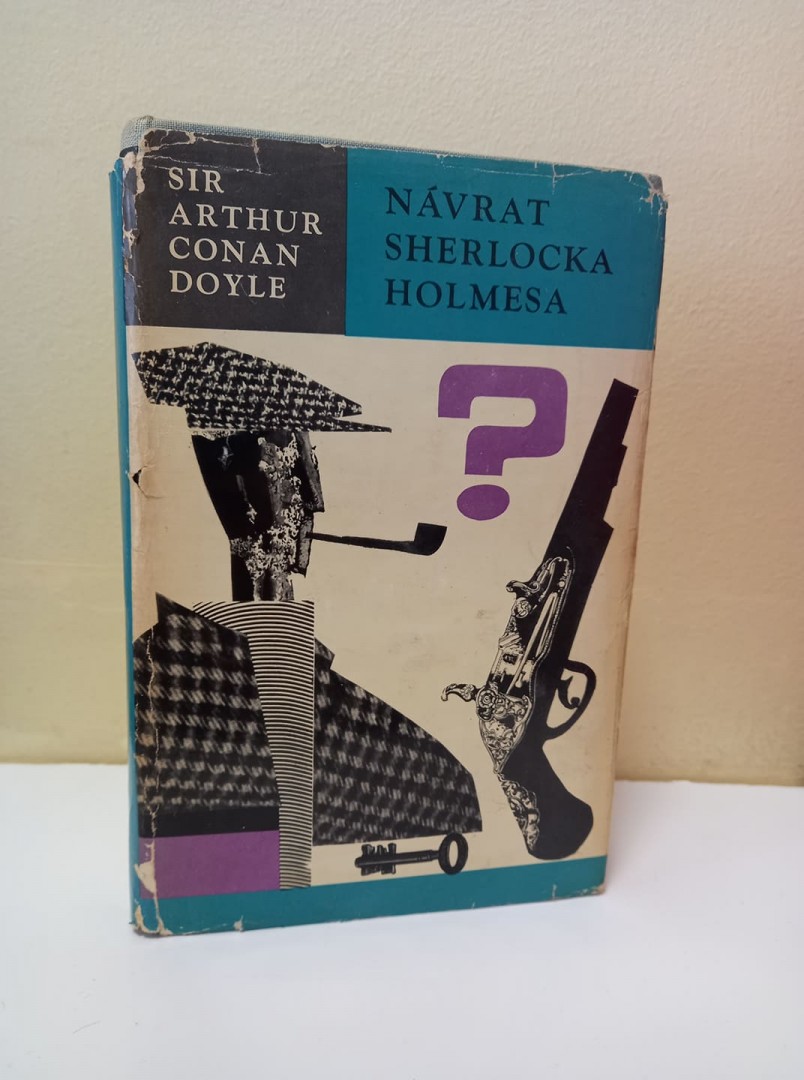 SIR
ARTHUR
CONAN
DOYLE
NÁVRAT
SHERLOCKA
HOLMESA